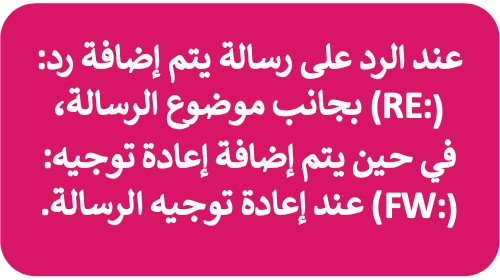 عند الرد على رسالة يتم إضافة رد:
(RE:) بجانب موضوع الرسالة،
في حين يتم إضافة إعادة توجيه:
(FW:) عند إعادة توجيه الرسالة.